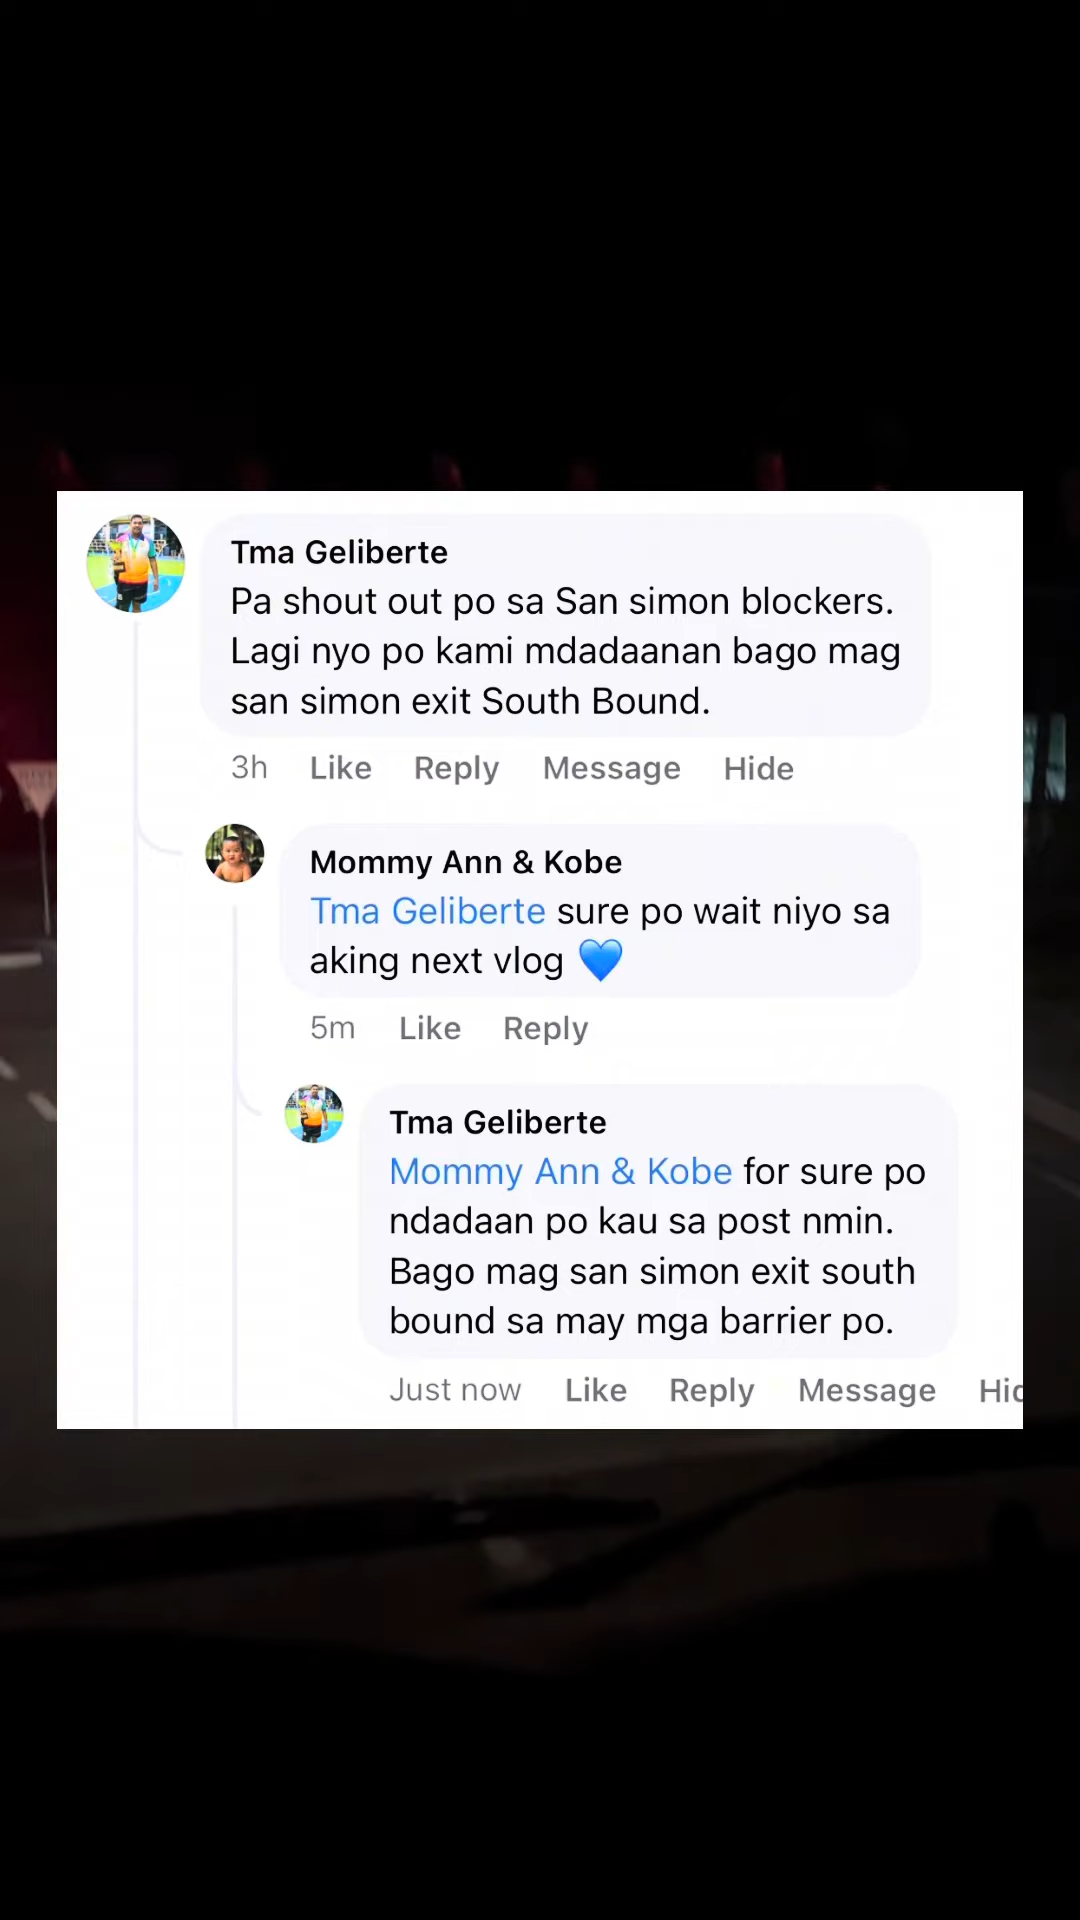 Tma Geliberte
Pa shout out po sa San simon blockers.
Lagi nyo po kami mdadaanan bago mag
san simon exit South Bound.
3h Like Reply Message Hide
Mommy Ann & Kobe
Tma Geliberte sure po wait niyo sa
aking next vlog 💙
5m Like Reply
Tma Geliberte
Mommy Ann & Kobe for sure po
ndadaan po kau sa post nmin.
Bago mag san simon exit south
bound sa may mga barrier po.
Just now Like Reply Message Hid